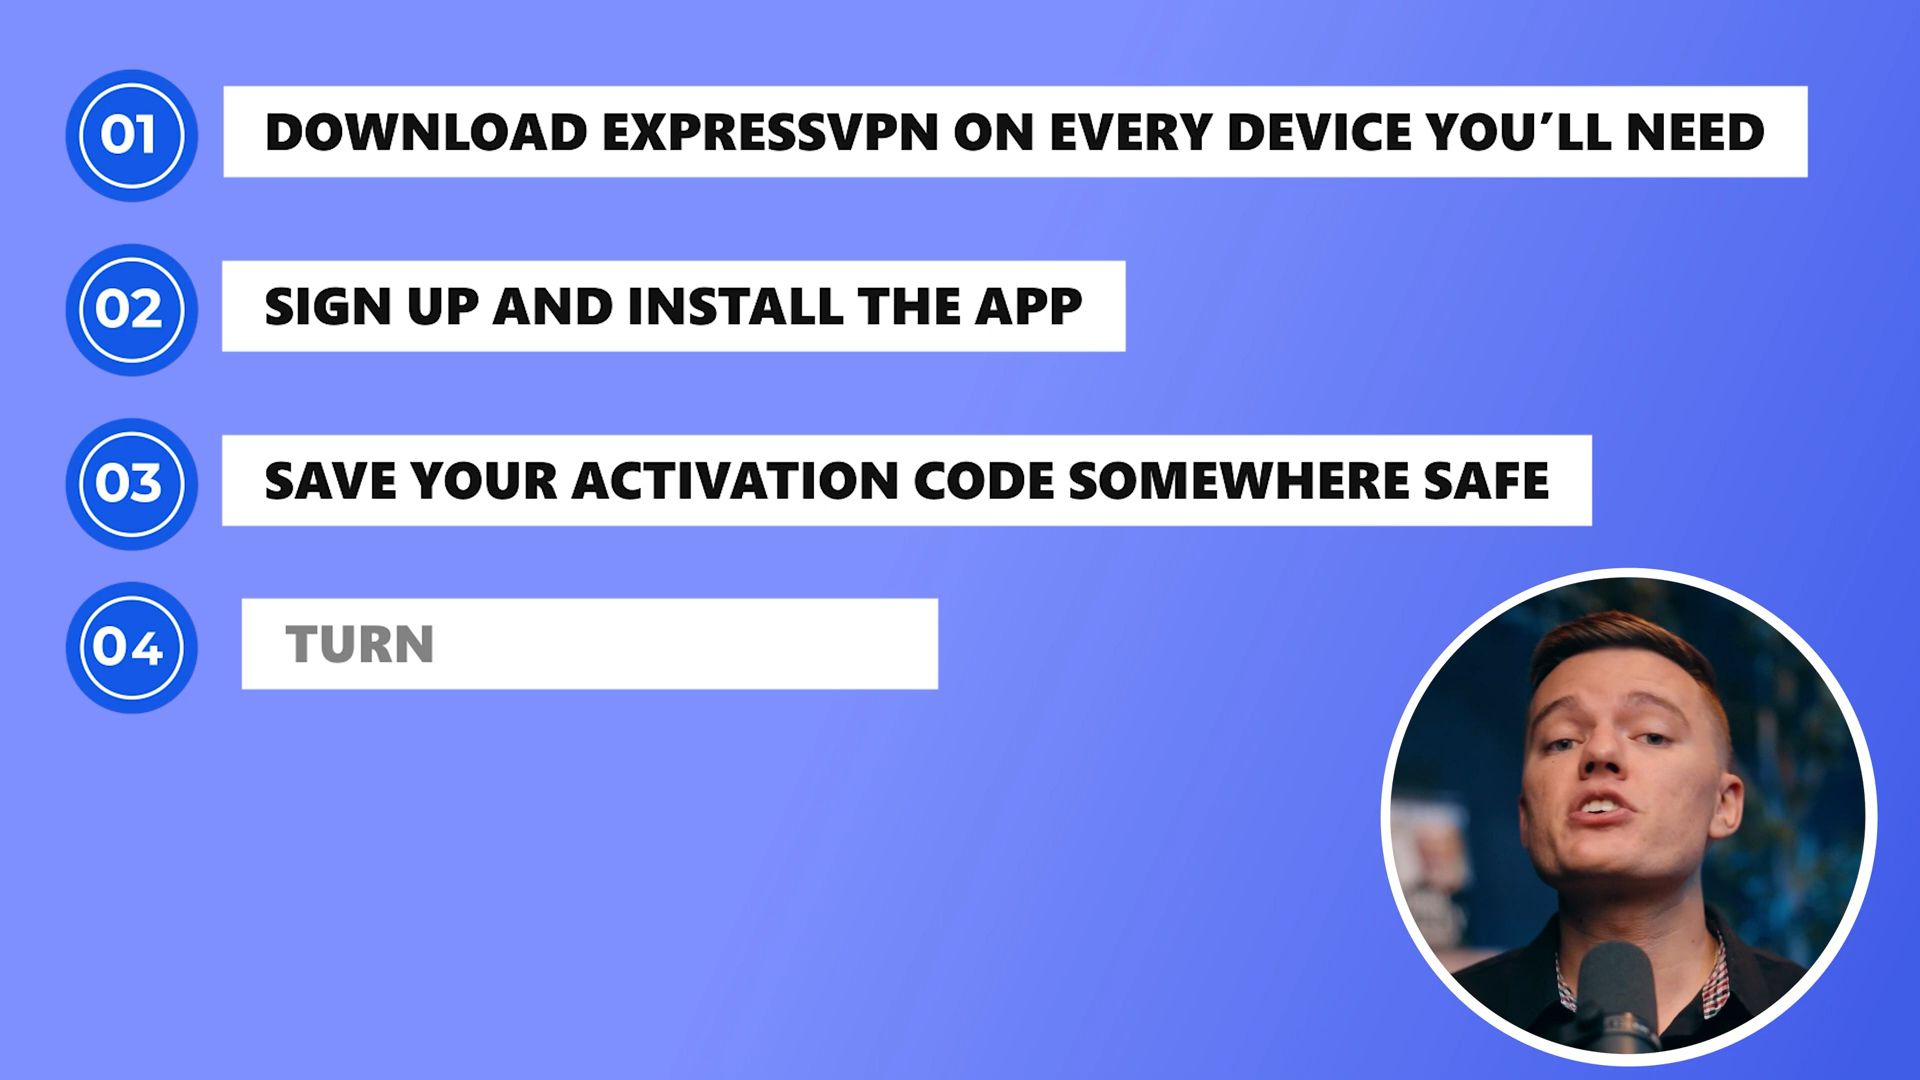 01 DOWNLOAD EXPRESSVPN ON EVERY DEVICE YOU’LL NEED
02 SIGN UP AND INSTALL THE APP
03 SAVE YOUR ACTIVATION CODE SOMEWHERE SAFE
04 TURN